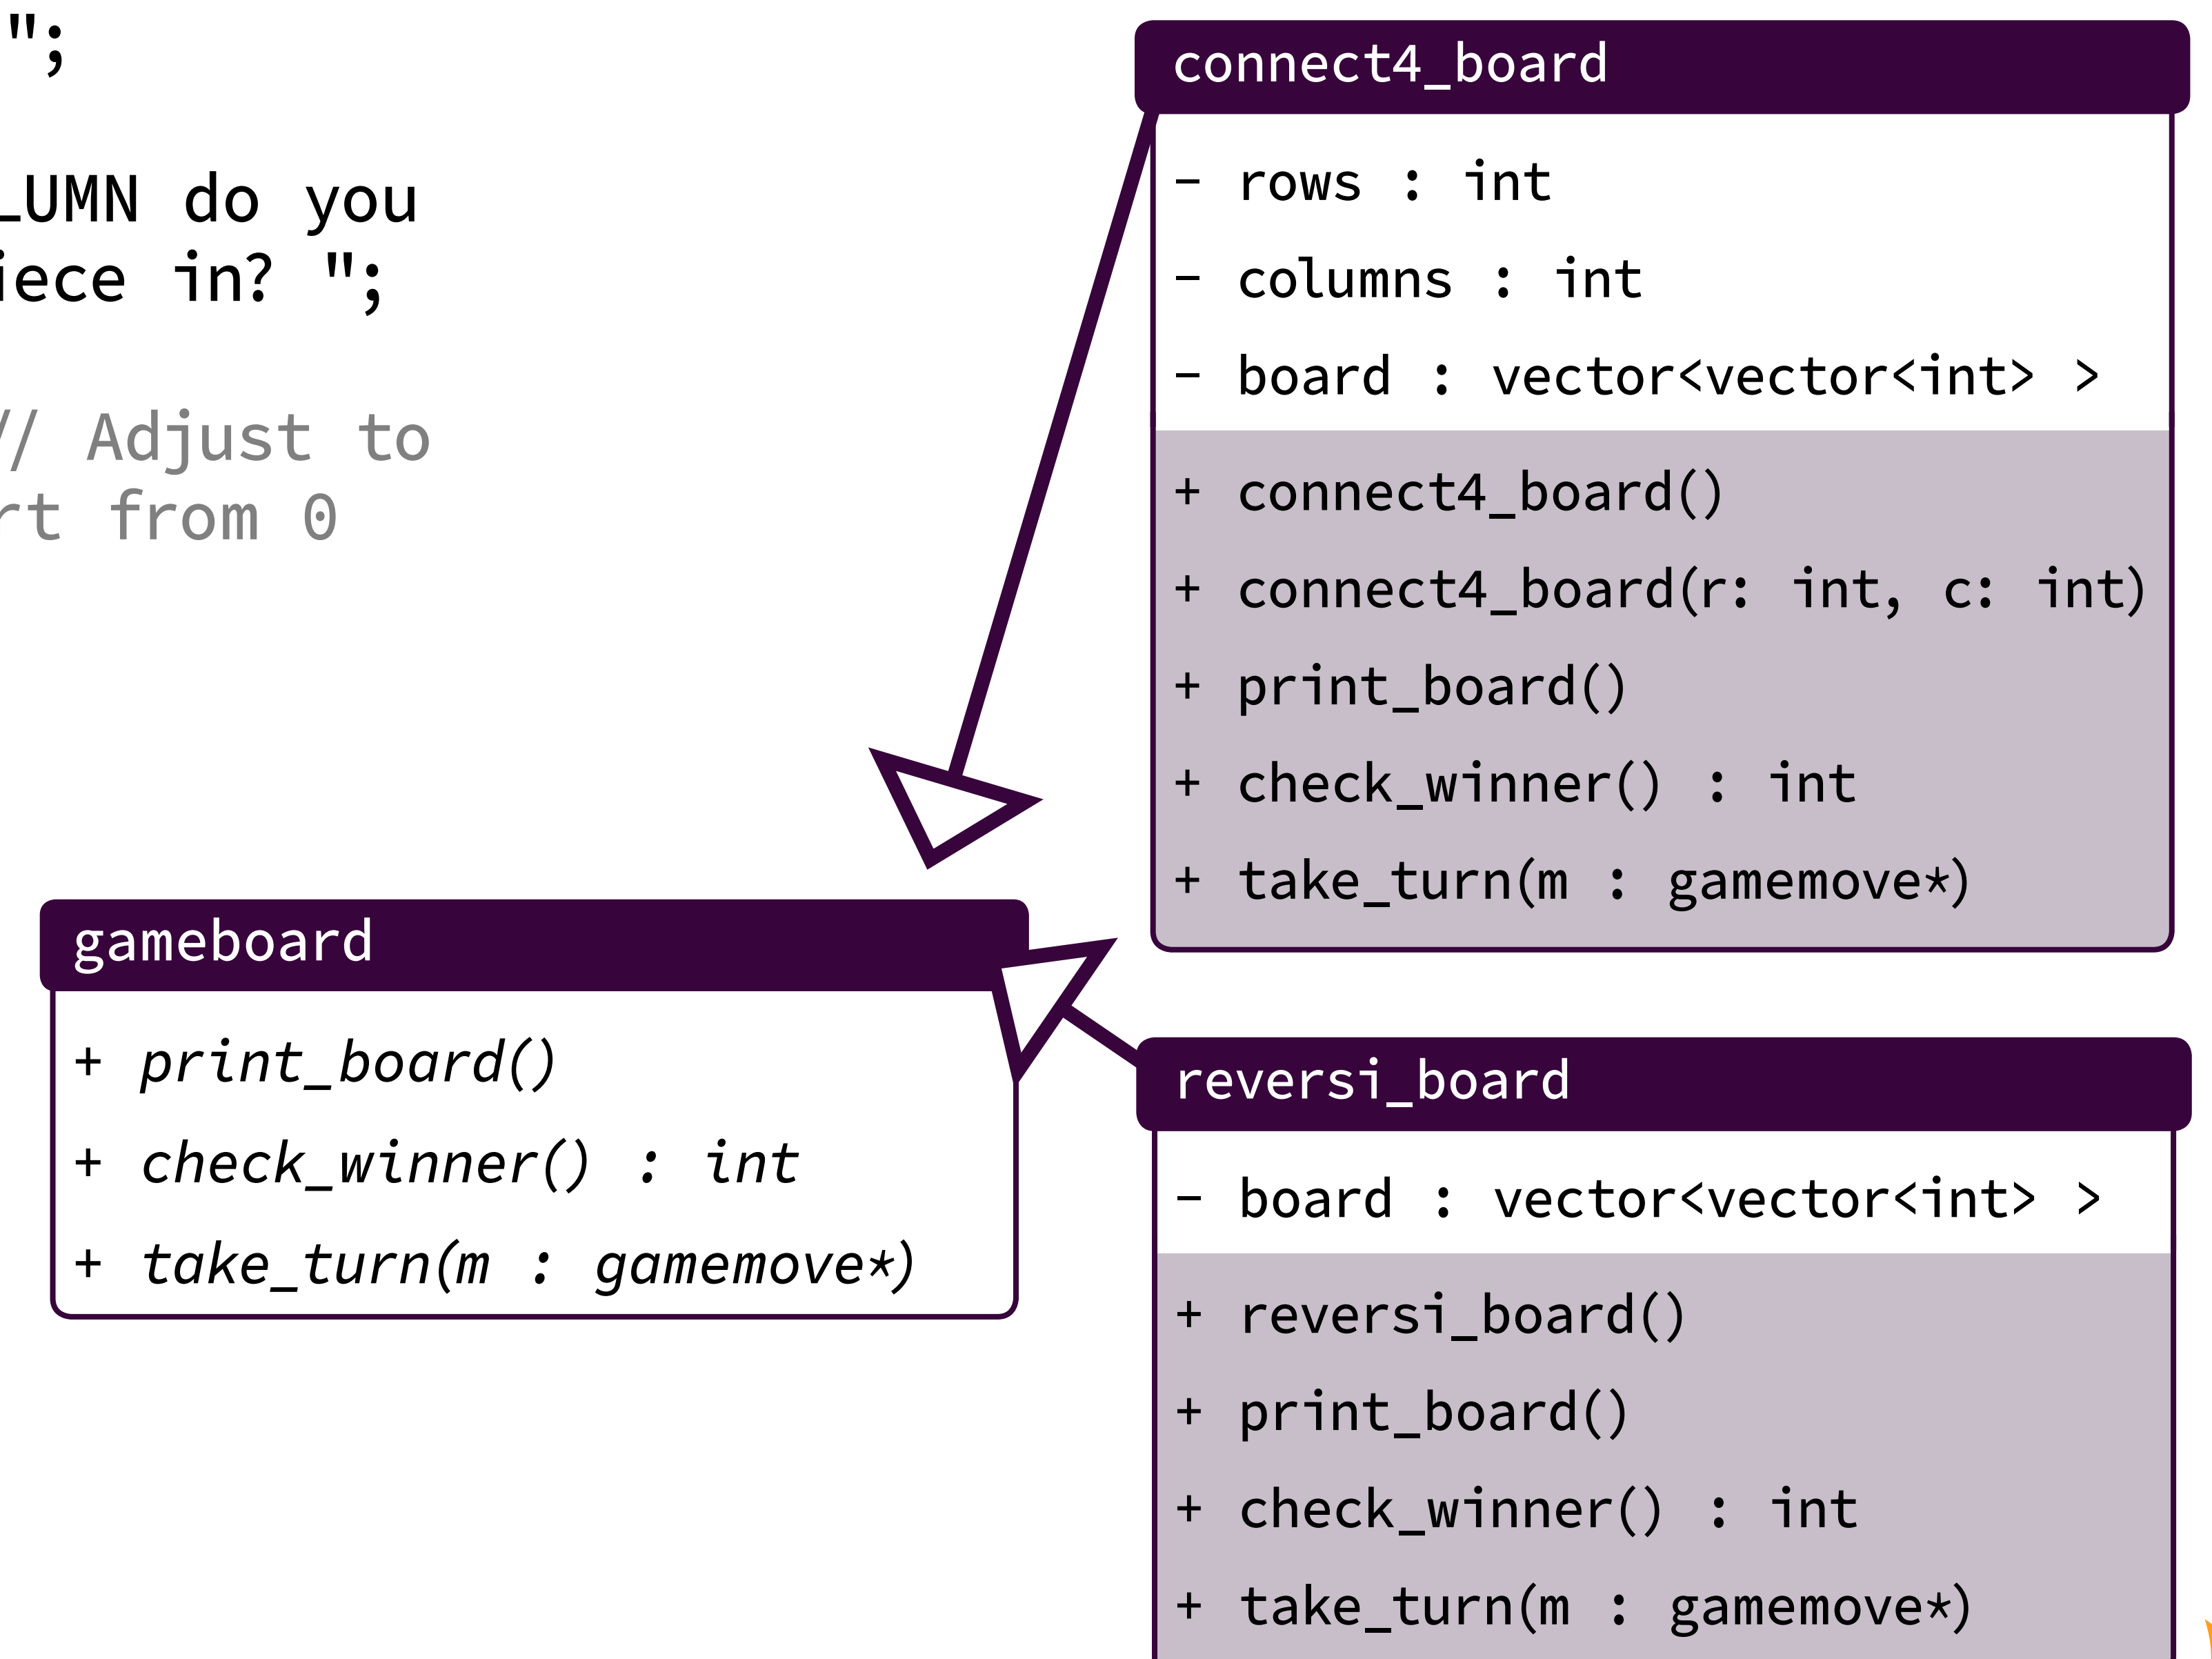 ";
LUMN do you
iece in? ";
// Adjust to
rt from 0
connect4_board
- rows : int
- columns : int
- board : vector<vector<int> >
+ connect4_board()
+ connect4_board(r: int, c: int)
+ print_board()
+ check_winner() : int
+ take_turn(m : gamemove*)
gameboard
+ print_board()
+ check_winner() : int
+ take_turn(m : gamemove*)
reversi_board
- board : vector<vector<int> >
+ reversi_board()
+ print_board()
+ check_winner() : int
+ take_turn(m : gamemove*)